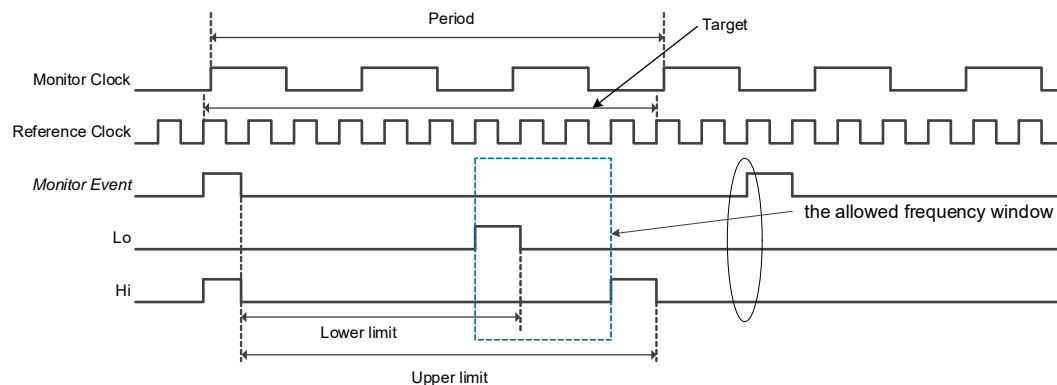 Period
Target
Monitor Clock
Reference Clock
Monitor Event
the allowed frequency window
Lo
Hi
Lower limit
Upper limit